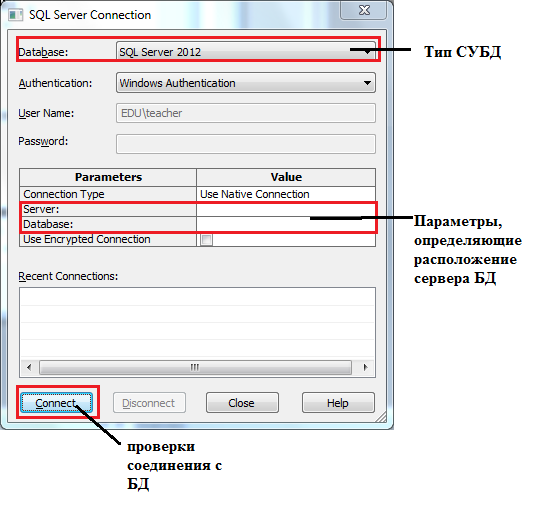 SQL Server Connection
Database: SQL Server 2012
Тип СУБД
Authentication: Windows Authentication
User Name: EDU\teacher
Password:
Parameters Value
Connection Type Use Native Connection
Server:
Database:
Use Encrypted Connection
Параметры,
определяющие
расположение
сервера БД
Recent Connections:
Connect Disconnect Close Help
проверки
соединения с
БД